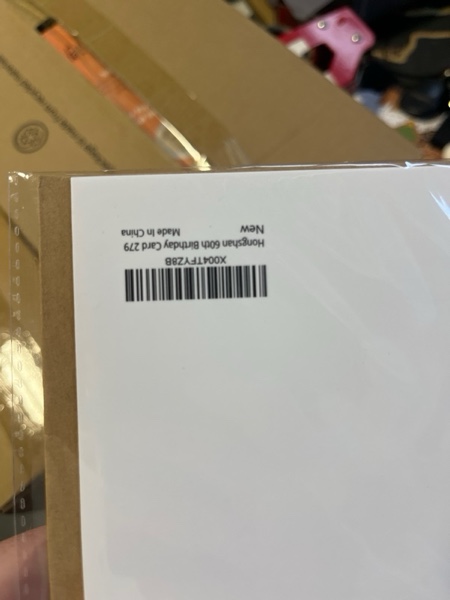 X004TFYZ8B
Hongshan 60th Birthday Card 279
New Made In China